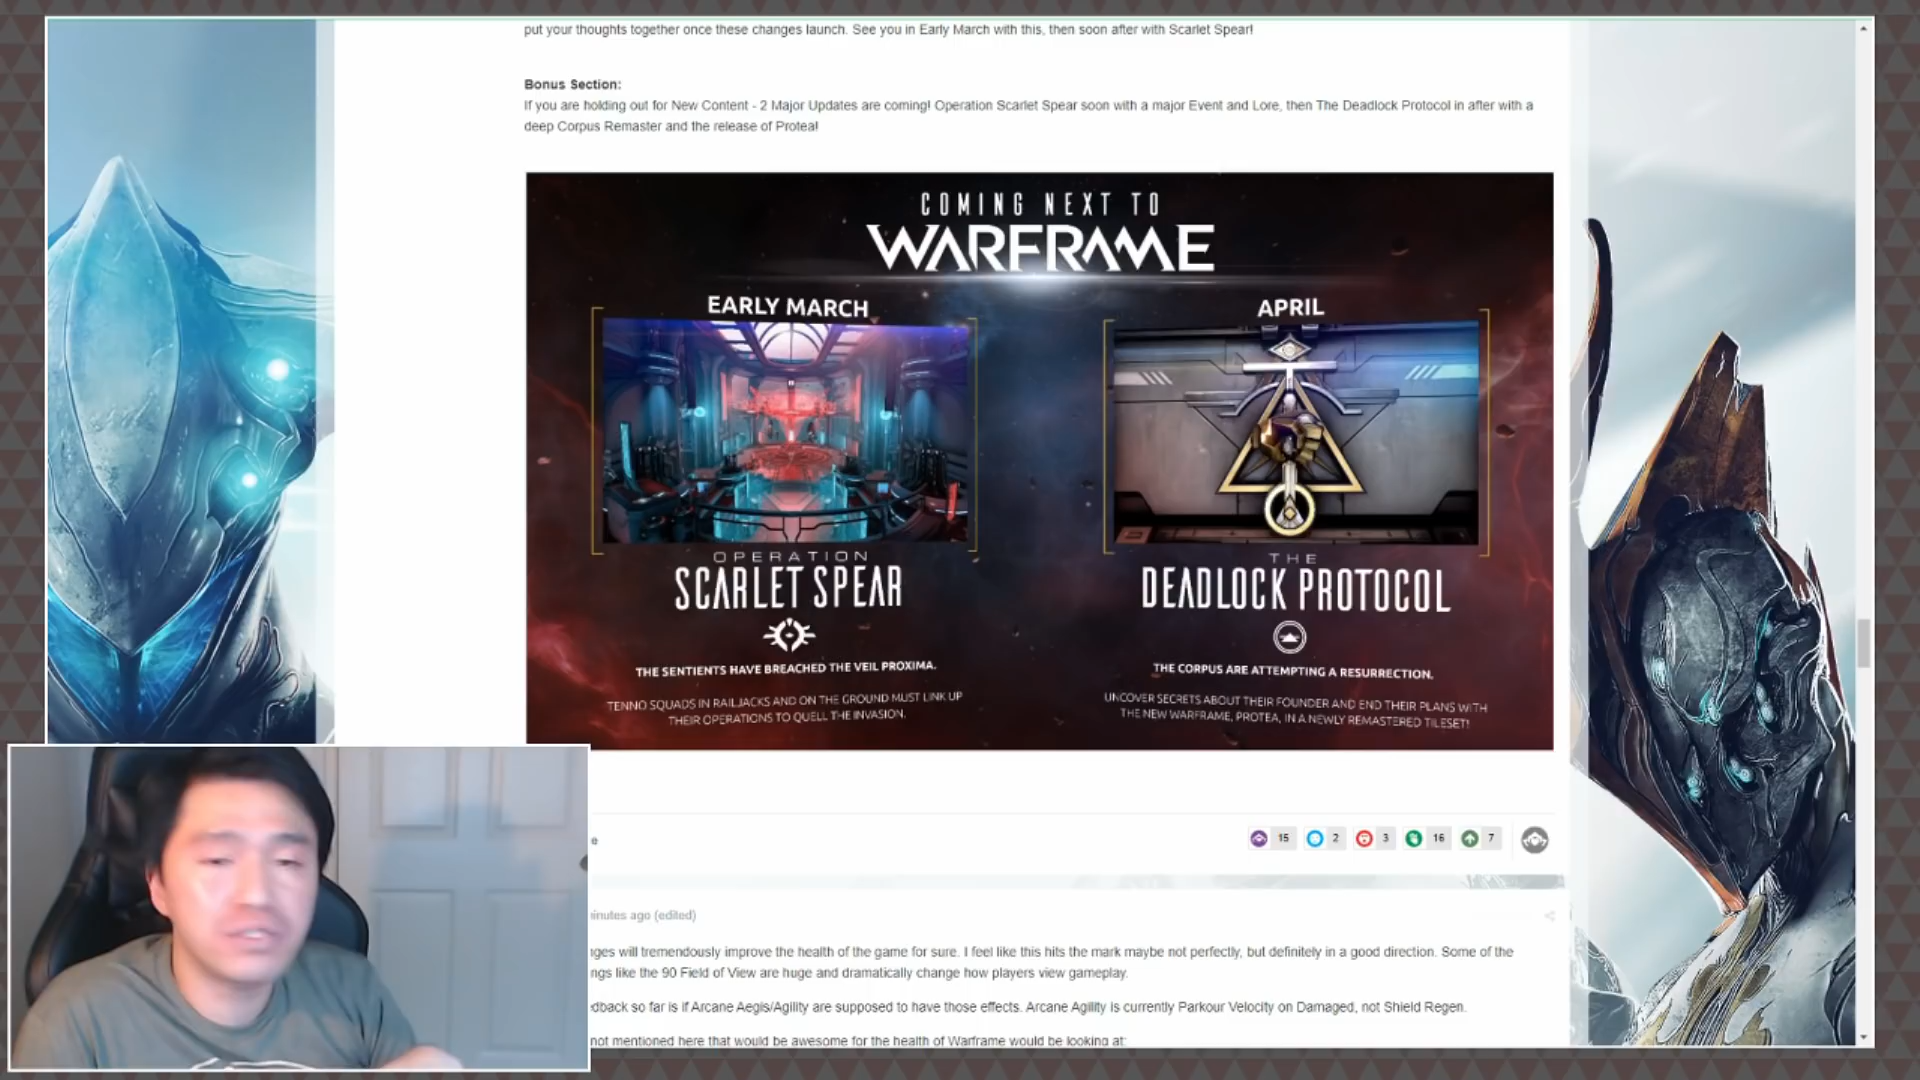 put your thoughts together once these changes launch. See you in Early March with this, then soon after with Scarlet Spear!
Bonus Section:
If you are holding out for New Content - 2 Major Updates are coming! Operation Scarlet Spear soon with a major Event and Lore, then The Deadlock Protocol in after with a
deep Corpus Remaster and the release of Protea!
COMING NEXT TO
WARFRAME
EARLY MARCH
OPERATION
SCARLET SPEAR
THE SENTIENTS HAVE BREACHED THE VEIL PROXIMA.
TENNO SQUADS IN RAILJACKS AND ON THE GROUND MUST LINK UP
THEIR OPERATIONS TO QUELL THE INVASION.
APRIL
THE
DEADLOCK PROTOCOL
THE CORPUS ARE ATTEMPTING A RESURRECTION.
UNCOVER SECRETS ABOUT THEIR FOUNDER AND END THEIR PLANS WITH
THE NEW WARFRAME, PROTEA, IN A NEWLY REMASTERED TILESET!
e
15 2 3 16 7
inutes ago (edited)
nges will tremendously improve the health of the game for sure. I feel like this hits the mark maybe not perfectly, but definitely in a good direction. Some of the
ngs like the 90 Field of View are huge and dramatically change how players view gameplay.
edback so far is if Arcane Aegis/Agility are supposed to have those effects. Arcane Agility is currently Parkour Velocity on Damaged, not Shield Regen.
not mentioned here that would be awesome for the health of Warframe would be looking at: